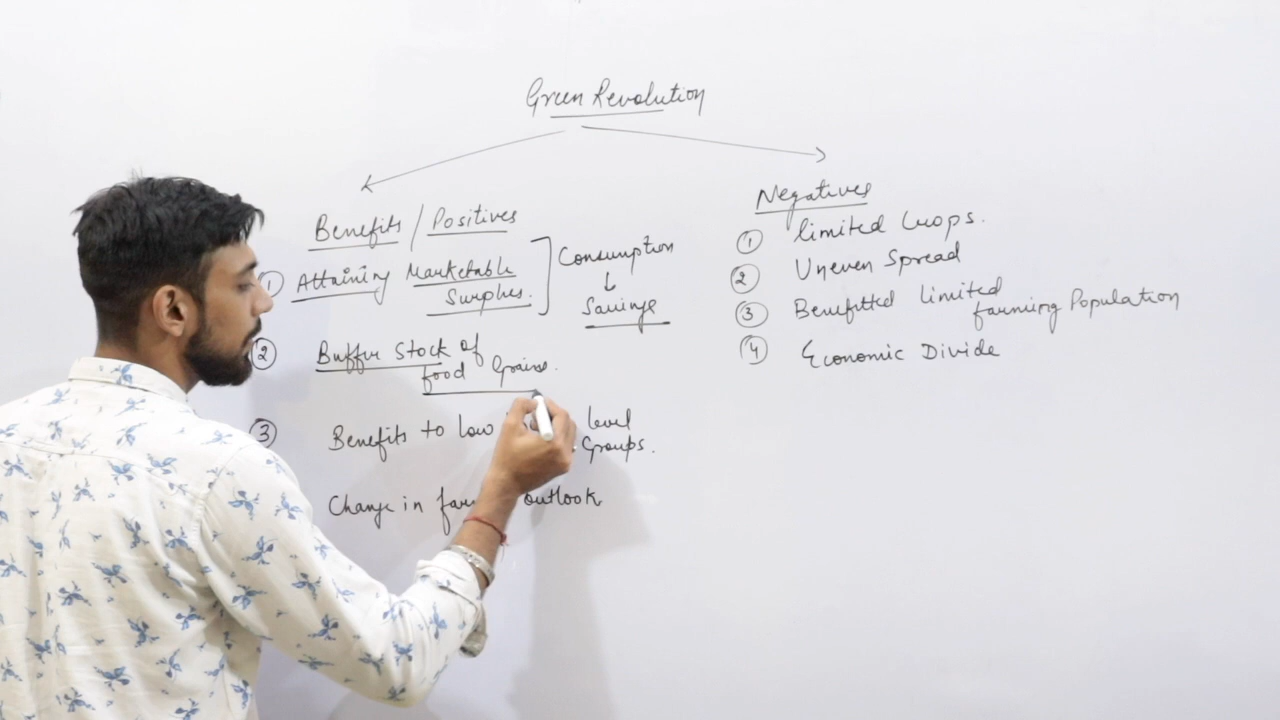 Green Revolution
Benefits / Positives
① Attaining Marketable
Surplus.
Consumption
↓
Savings
② Buffer Stock of
food Grains.
③ Benefits to low level
Groups.
Change in outlook
Negatives
① limited Crops.
② Uneven Spread
③ Benefitted limited
farming Population
④ Economic Divide